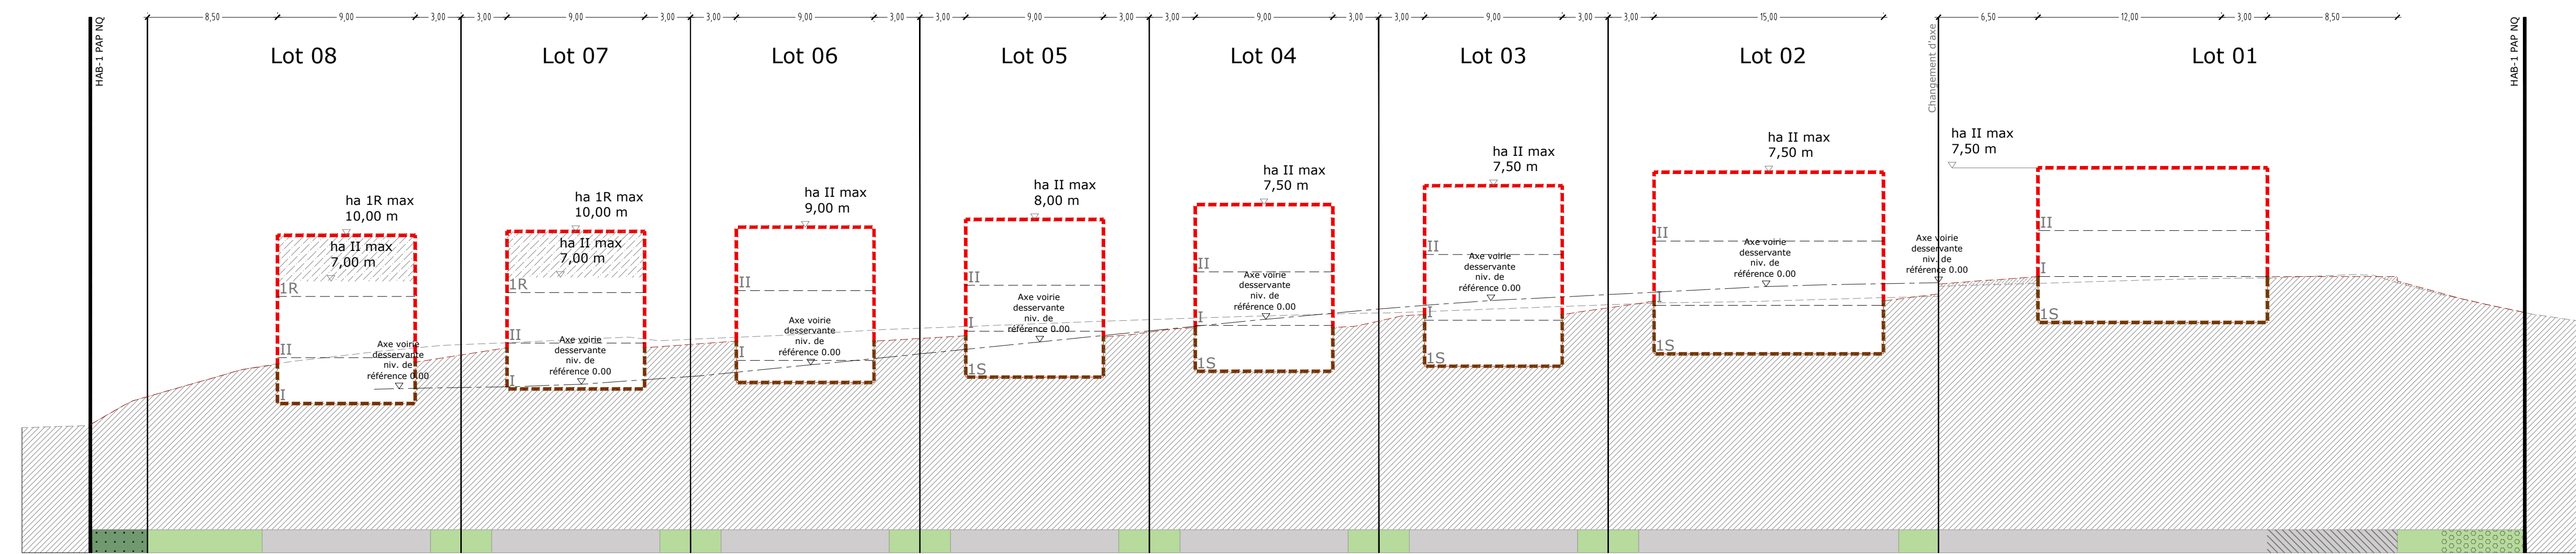 8,50 9,00 3,00 3,00 9,00 3,00 3,00 9,00 3,00 3,00 9,00 3,00 3,00 9,00 3,00 3,00 9,00 3,00 3,00 15,00 6,50 12,00 3,00 8,50
HAB-1 PAP NQ
Lot 08
Lot 07
Lot 06
Lot 05
Lot 04
Lot 03
Lot 02
Changement d'axe
Lot 01
HAB-1 PAP NQ
ha 1R max
10,00 m
ha II max
7,00 m
1R
II
I
Axe voirie
desservante
niv. de
référence 0.00
ha 1R max
10,00 m
ha II max
7,00 m
1R
II
I
Axe voirie
desservante
niv. de
référence 0.00
ha II max
9,00 m
II
I
Axe voirie
desservante
niv. de
référence 0.00
ha II max
8,00 m
II
I
1S
Axe voirie
desservante
niv. de
référence 0.00
ha II max
7,50 m
II
I
1S
Axe voirie
desservante
niv. de
référence 0.00
ha II max
7,50 m
II
I
1S
Axe voirie
desservante
niv. de
référence 0.00
ha II max
7,50 m
II
I
1S
Axe voirie
desservante
niv. de
référence 0.00
Axe voirie
desservante
niv. de
référence 0.00
ha II max
7,50 m
II
I
1S